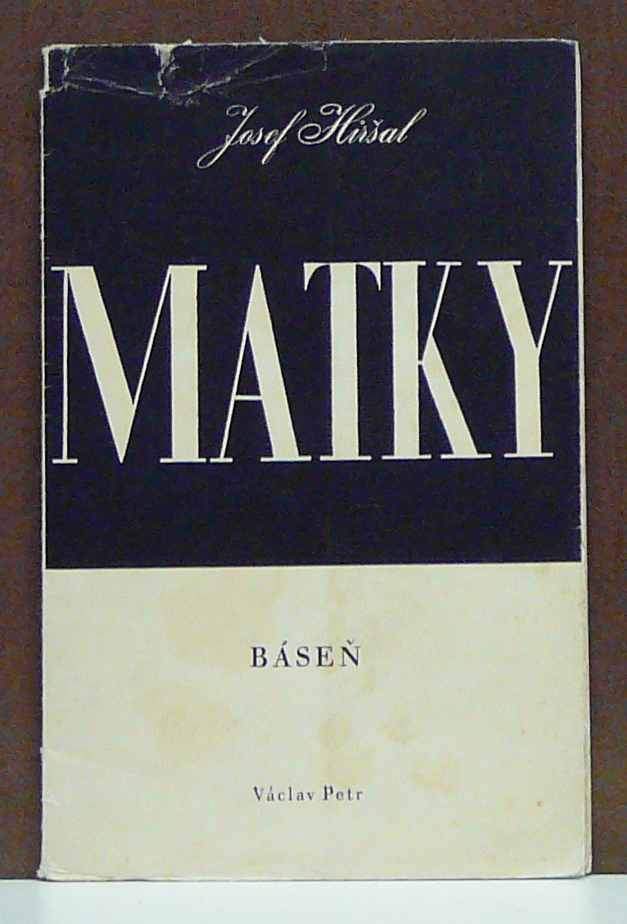 Josef Hiršal
MATKY
BÁSEŇ
Václav Petr